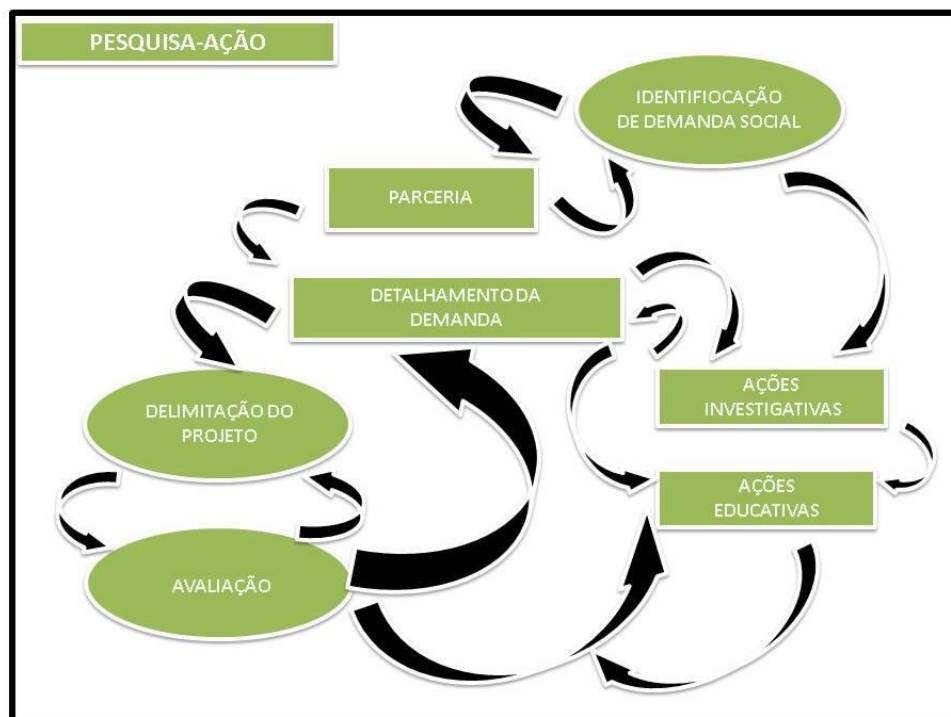 PESQUISA-AÇÃO
IDENTIFIOCAÇÃO
DE DEMANDA SOCIAL
PARCERIA
DETALHAMENTO DA
DEMANDA
DELIMITAÇÃO DO
PROJETO
AÇÕES
INVESTIGATIVAS
AÇÕES
EDUCATIVAS
AVALIAÇÃO